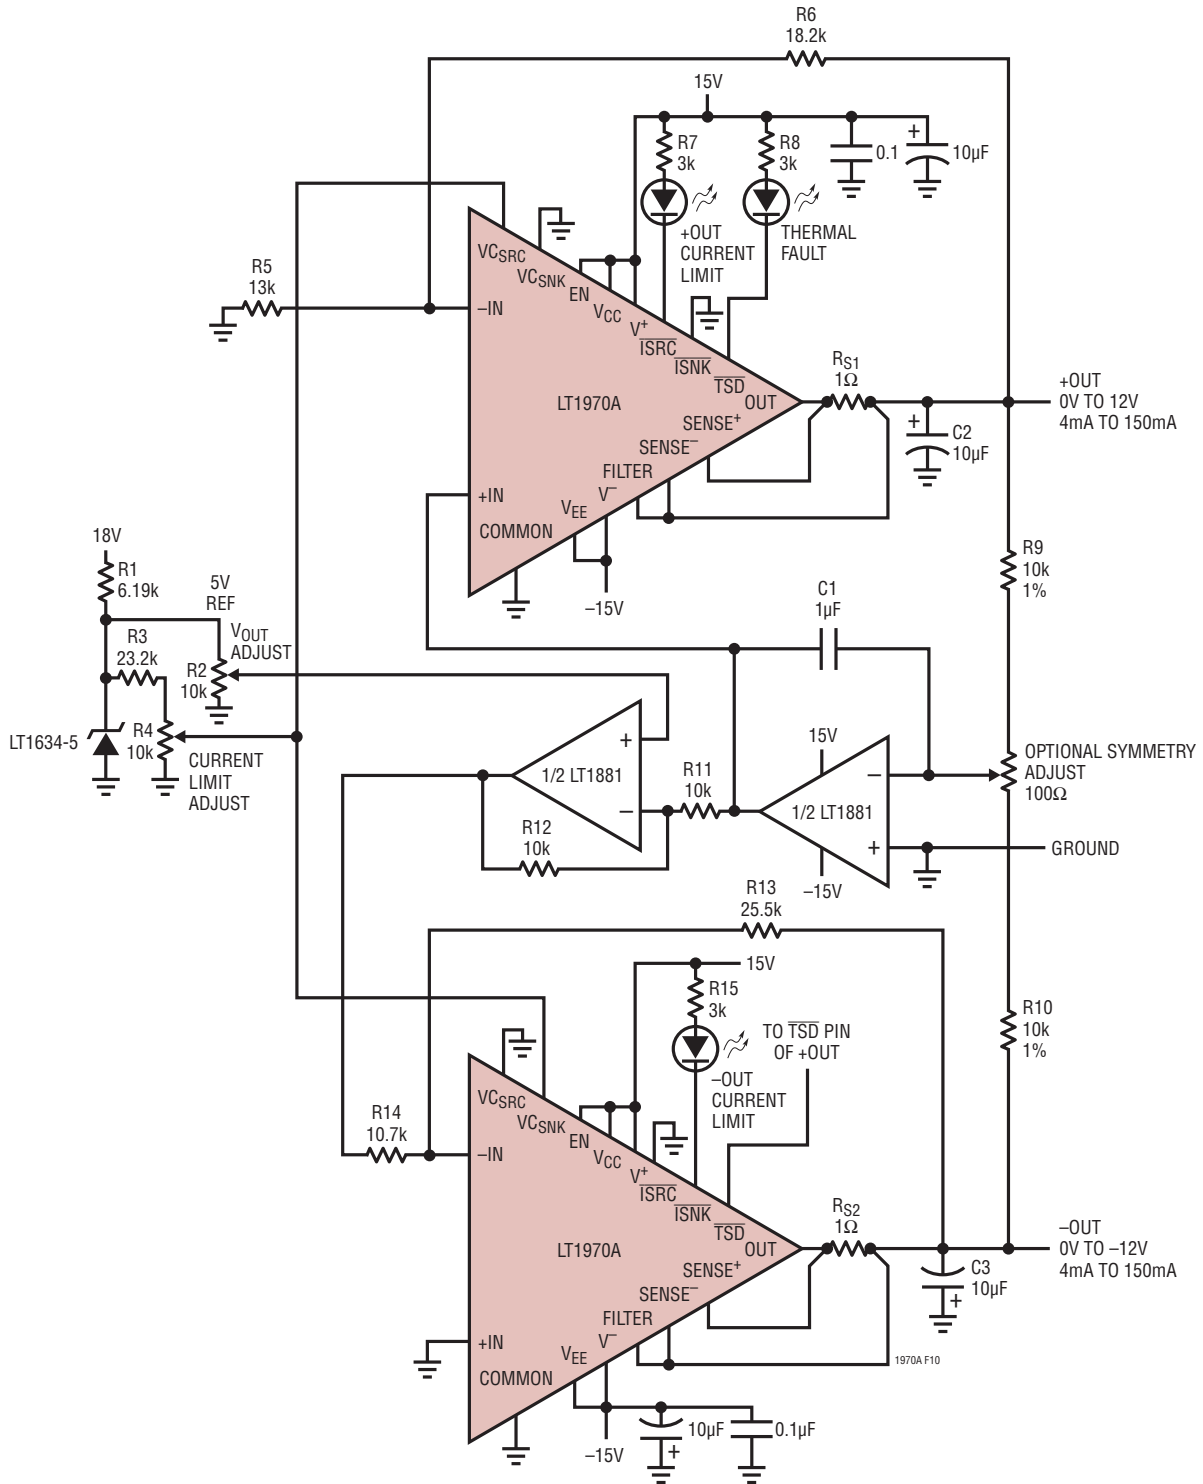 R6
18.2k
15V
R7
3k
R8
3k
0.1
10µF
+OUT
CURRENT
LIMIT
THERMAL
FAULT
VCSRC
VCSNK
EN
VCC
V+
ISRC
ISNK
TSD
OUT
SENSE+
SENSE–
FILTER
V–
VEE
COMMON
–IN
+IN
LT1970A
R5
13k
RS1
1Ω
+OUT
0V TO 12V
4mA TO 150mA
C2
10µF
–15V
18V
R1
6.19k
5V
REF
R3
23.2k
VOUT
ADJUST
R2
10k
LT1634-5
R4
10k
CURRENT
LIMIT
ADJUST
C1
1µF
R9
10k
1%
+
–
1/2 LT1881
R11
10k
R12
10k
15V
–
+
1/2 LT1881
–15V
OPTIONAL SYMMETRY
ADJUST
100Ω
GROUND
R13
25.5k
15V
R15
3k
–OUT
CURRENT
LIMIT
TO TSD PIN
OF +OUT
R10
10k
1%
R14
10.7k
VCSRC
VCSNK
EN
VCC
V+
ISRC
ISNK
TSD
OUT
SENSE+
SENSE–
FILTER
V–
VEE
COMMON
–IN
+IN
LT1970A
RS2
1Ω
–OUT
0V TO –12V
4mA TO 150mA
C3
10µF
1970A F10
10µF
0.1µF
–15V